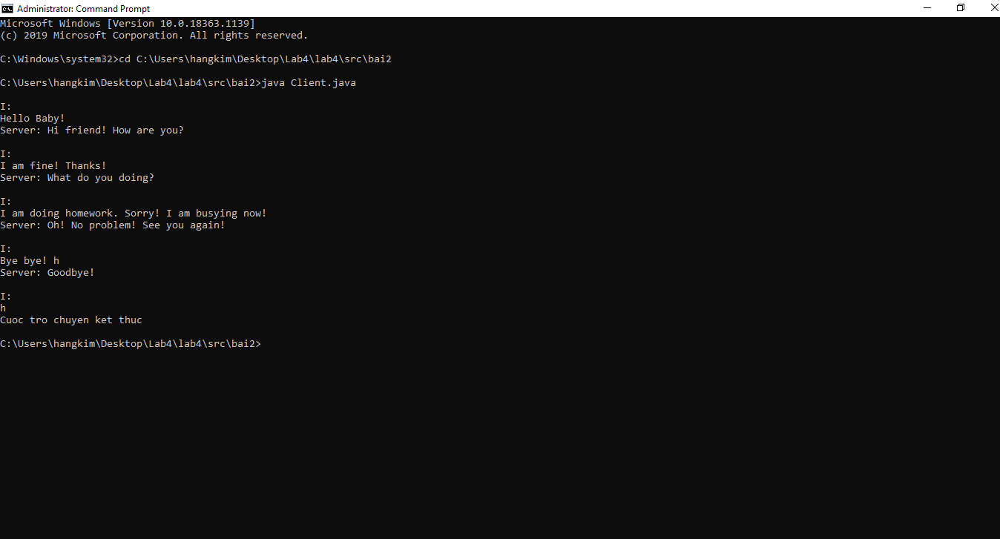 Administrator: Command Prompt
Microsoft Windows [Version 10.0.18363.1139]
(c) 2019 Microsoft Corporation. All rights reserved.
C:\Windows\system32>cd C:\Users\hangkim\Desktop\Lab4\lab4\src\bai2
C:\Users\hangkim\Desktop\Lab4\lab4\src\bai2>java Client.java
I:
Hello Baby!
Server: Hi friend! How are you?
I:
I am fine! Thanks!
Server: What do you doing?
I:
I am doing homework. Sorry! I am busying now!
Server: Oh! No problem! See you again!
I:
Bye bye! h
Server: Goodbye!
I:
h
Cuoc tro chuyen ket thuc
C:\Users\hangkim\Desktop\Lab4\lab4\src\bai2>